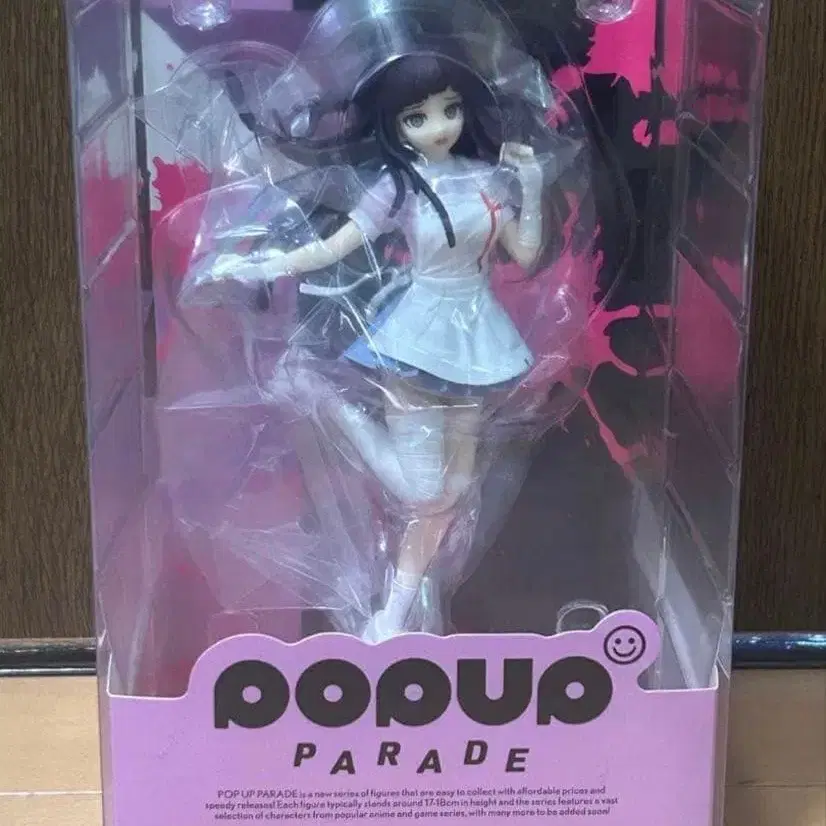 POPUP
PARADE
POP UP PARADE is a new series of figures that are easy to collect with affordable prices and
speedy releases! Each figure typically stands around 17-18cm in height and the series features a vast
selection of characters from popular anime and game series, with many more to be added soon!